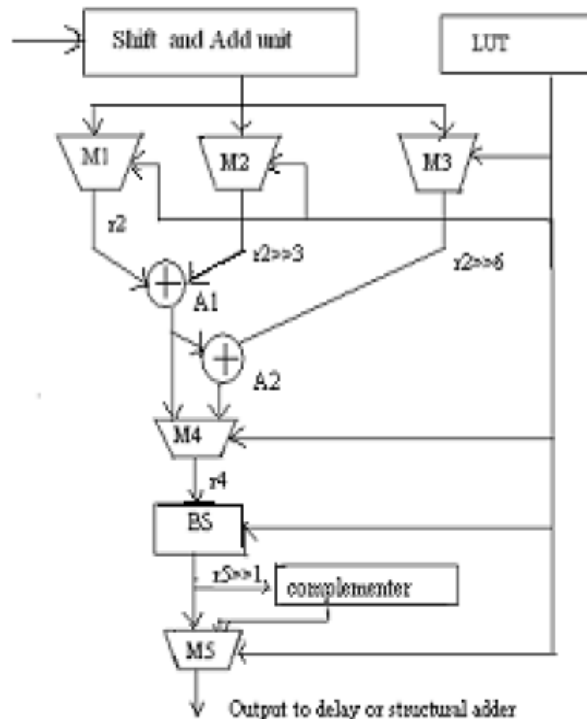 Shift and Add unit
LUT
M1
M2
M3
r2
r2>>3
r2>>6
A1
A2
M4
r4
BS
r5>>1
complementer
M5
Output to delay or structural adder